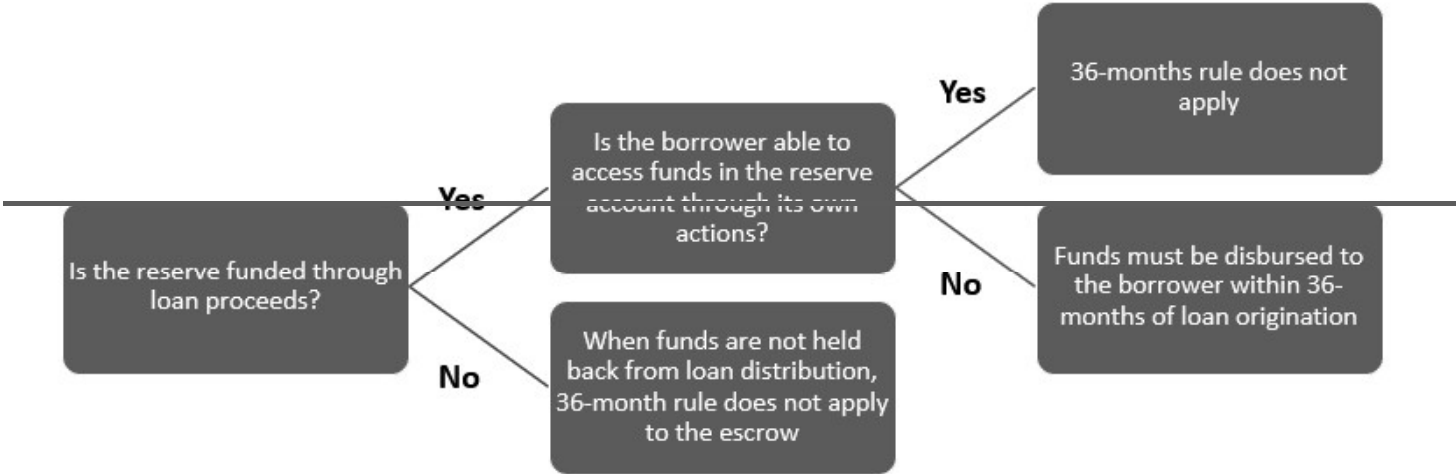 Is the reserve funded through
loan proceeds?
Yes
No
Is the borrower able to
access funds in the reserve
account through its own
actions?
When funds are not held
back from loan distribution,
36-month rule does not apply
to the escrow
Yes
No
36-months rule does not
apply
Funds must be disbursed to
the borrower within 36-
months of loan origination